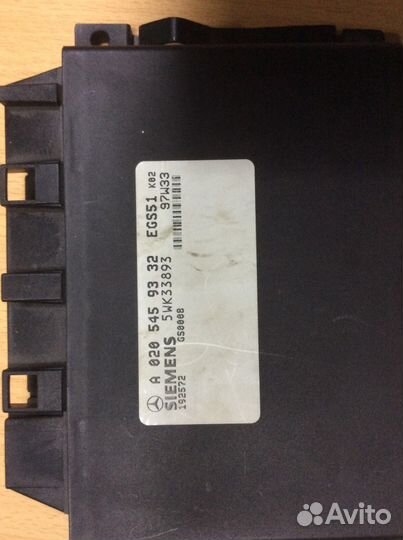 A 020 545 93 32 EGS51 K02
SIEMENS 5WK33893 97W33
192572 GS0008
Avito